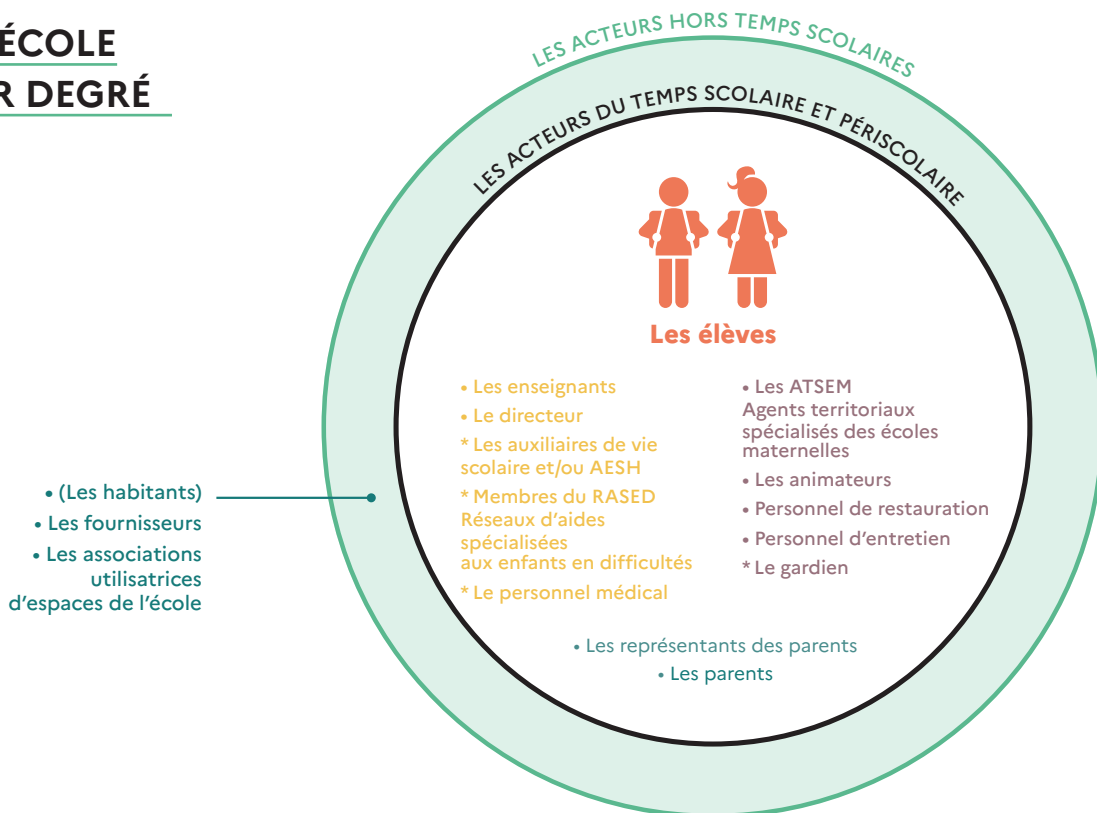 ÉCOLE
R DEGRÉ
LES ACTEURS HORS TEMPS SCOLAIRES
LES ACTEURS DU TEMPS SCOLAIRE ET PÉRISCOLAIRE
Les élèves
• Les enseignants
• Le directeur
* Les auxiliaires de vie
scolaire et/ou AESH
* Membres du RASED
Réseaux d'aides
spécialisées
aux enfants en difficultés
* Le personnel médical
• Les ATSEM
Agents territoriaux
spécialisés des écoles
maternelles
• Les animateurs
• Personnel de restauration
• Personnel d'entretien
* Le gardien
• Les représentants des parents
• Les parents
• (Les habitants)
• Les fournisseurs
• Les associations
utilisatrices
d'espaces de l'école